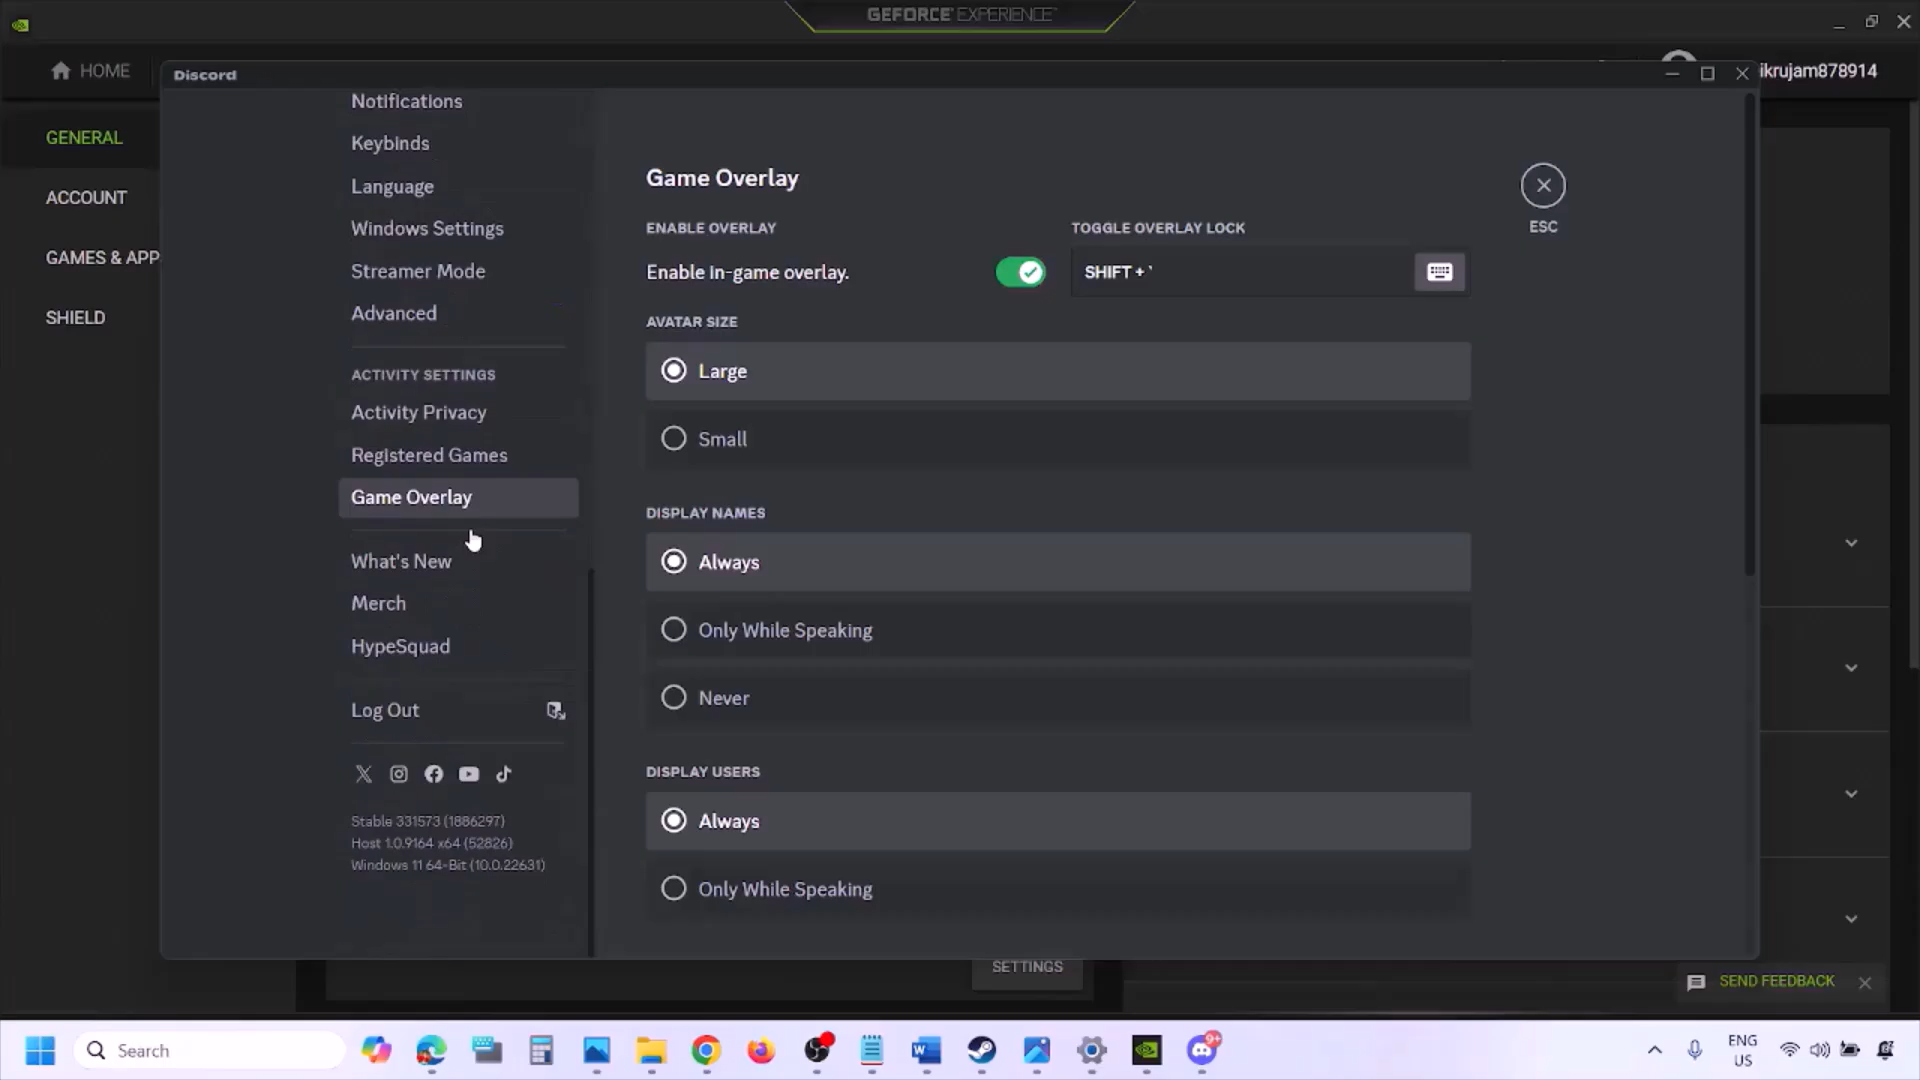 GEFORCE EXPERIENCE
HOME
ikrujam878914
GENERAL
ACCOUNT
GAMES & APP
SHIELD
Discord
Notifications
Keybinds
Language
Windows Settings
Streamer Mode
Advanced
ACTIVITY SETTINGS
Activity Privacy
Registered Games
Game Overlay
What's New
Merch
HypeSquad
Log Out
Stable 331573 (1886297)
Host 1.0.9164 x64 (52826)
Windows 11 64-Bit (10.0.22631)
Game Overlay
ESC
ENABLE OVERLAY
Enable in-game overlay.
TOGGLE OVERLAY LOCK
SHIFT + `
AVATAR SIZE
Large
Small
DISPLAY NAMES
Always
Only While Speaking
Never
DISPLAY USERS
Always
Only While Speaking
SETTINGS
SEND FEEDBACK
Search
9+
ENG
US